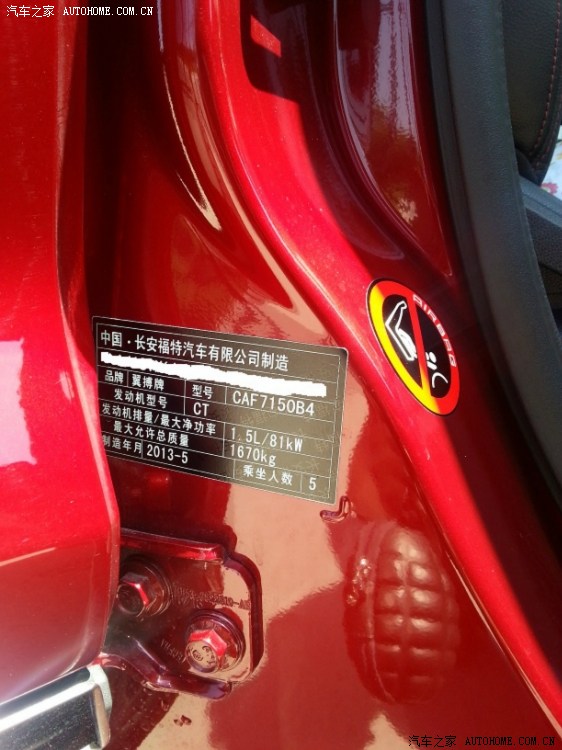 汽车之家 AUTOHOME.COM.CN
中国·长安福特汽车有限公司制造
品牌 翼搏牌 型号 CAF7150B4
发动机型号 CT
发动机排量/最大净功率 1.5L/81kW
最大允许总质量 1670kg
制造年月 2013-5 乘坐人数 5
AIRBAG
汽车之家 AUTOHOME.COM.CN